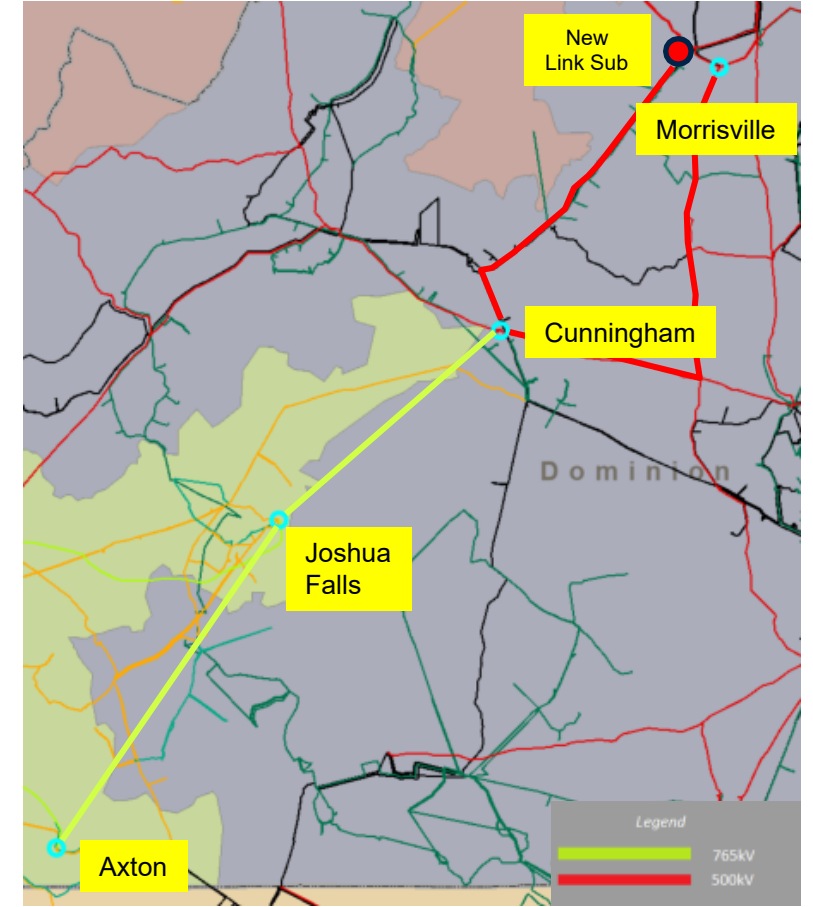 New
Link Sub
Morrisville
Cunningham
Dominion
Joshua
Falls
Axton
Legend
765kV
500kV